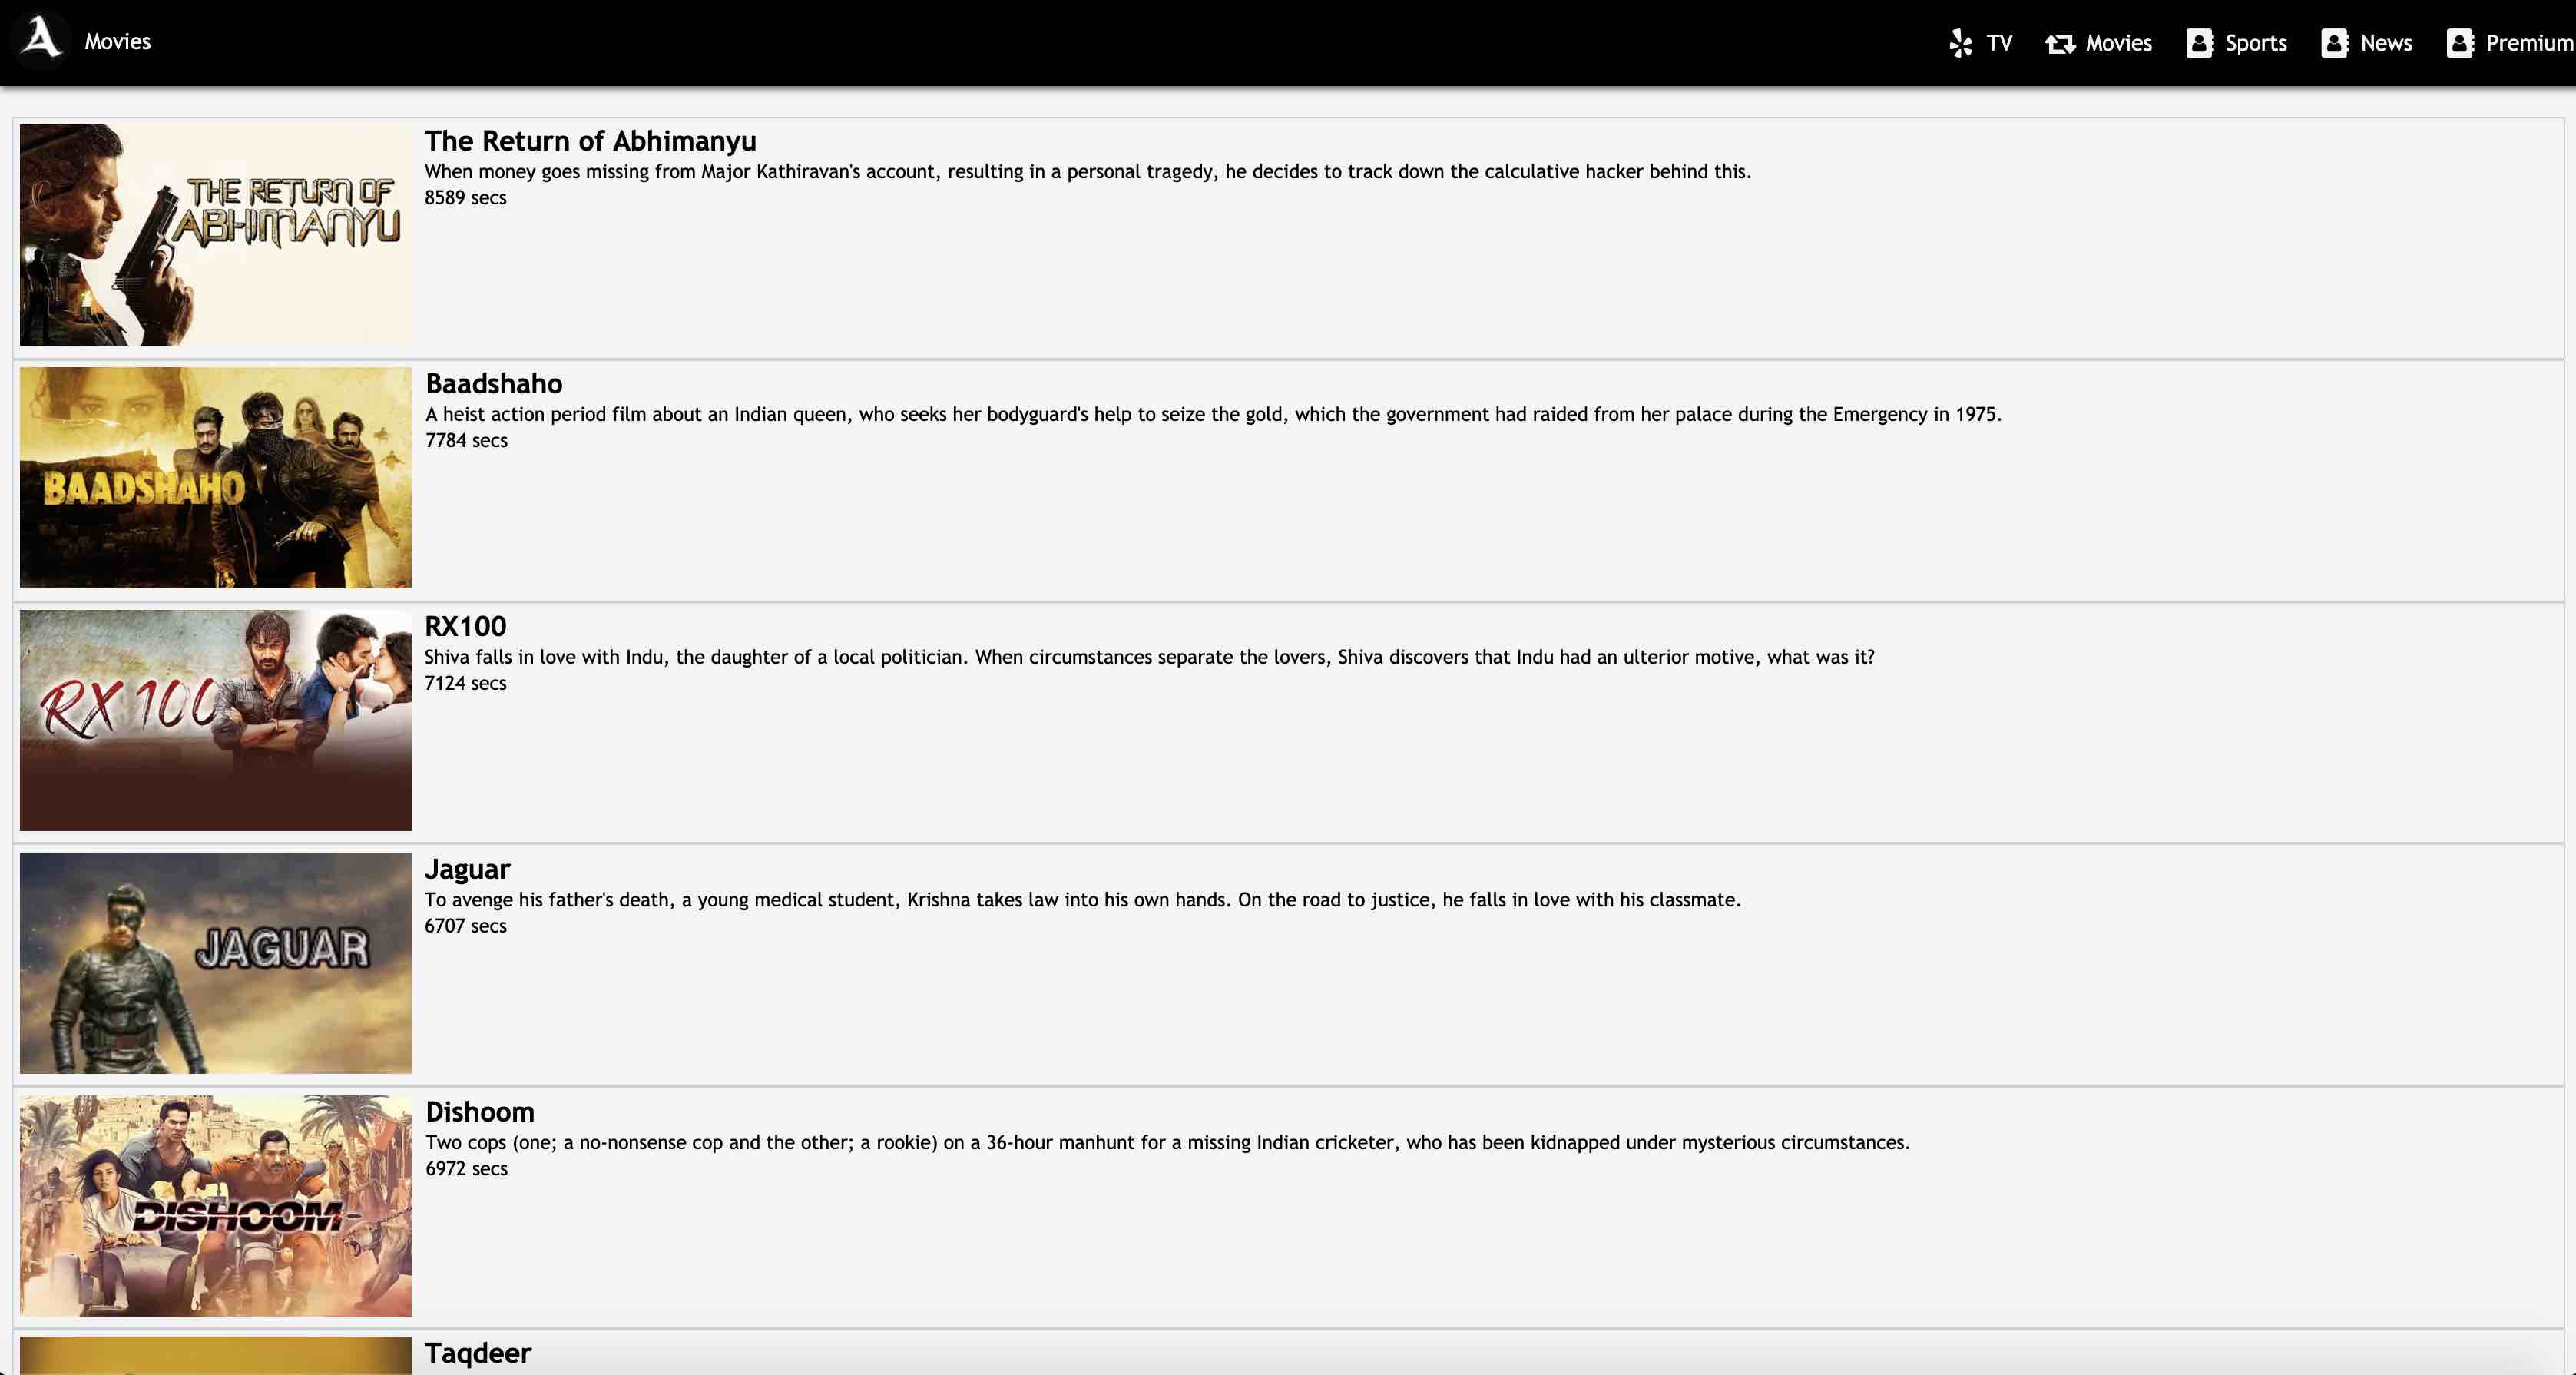 Movies
TV
Movies
Sports
News
Premium
THE RETURN OF
ABHIMANYU
The Return of Abhimanyu
When money goes missing from Major Kathiravan's account, resulting in a personal tragedy, he decides to track down the calculative hacker behind this.
8589 secs
BAADSHAHO
Baadshaho
A heist action period film about an Indian queen, who seeks her bodyguard's help to seize the gold, which the government had raided from her palace during the Emergency in 1975.
7784 secs
RX 100
RX100
Shiva falls in love with Indu, the daughter of a local politician. When circumstances separate the lovers, Shiva discovers that Indu had an ulterior motive, what was it?
7124 secs
JAGUAR
Jaguar
To avenge his father's death, a young medical student, Krishna takes law into his own hands. On the road to justice, he falls in love with his classmate.
6707 secs
DISHOOM
Dishoom
Two cops (one; a no-nonsense cop and the other; a rookie) on a 36-hour manhunt for a missing Indian cricketer, who has been kidnapped under mysterious circumstances.
6972 secs
Taqdeer